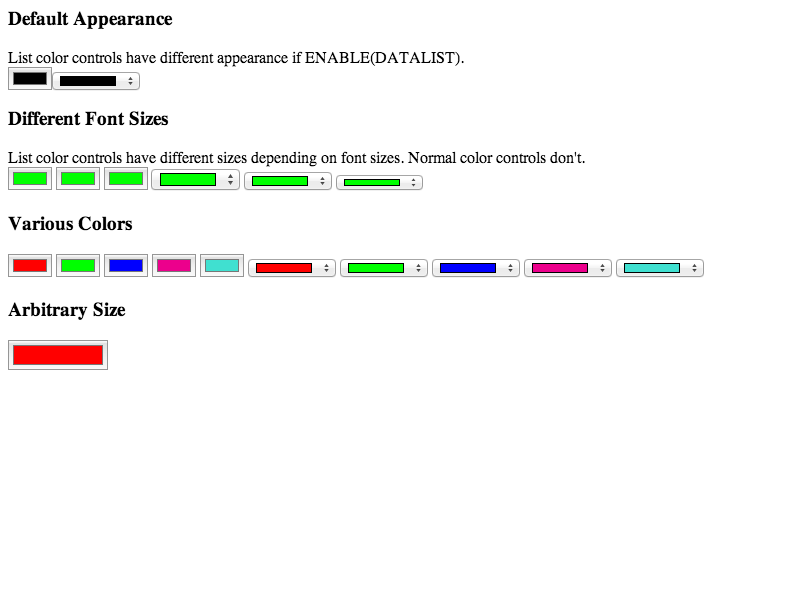 Default Appearance
List color controls have different appearance if ENABLE(DATALIST).
Different Font Sizes
List color controls have different sizes depending on font sizes. Normal color controls don't.
Various Colors
Arbitrary Size